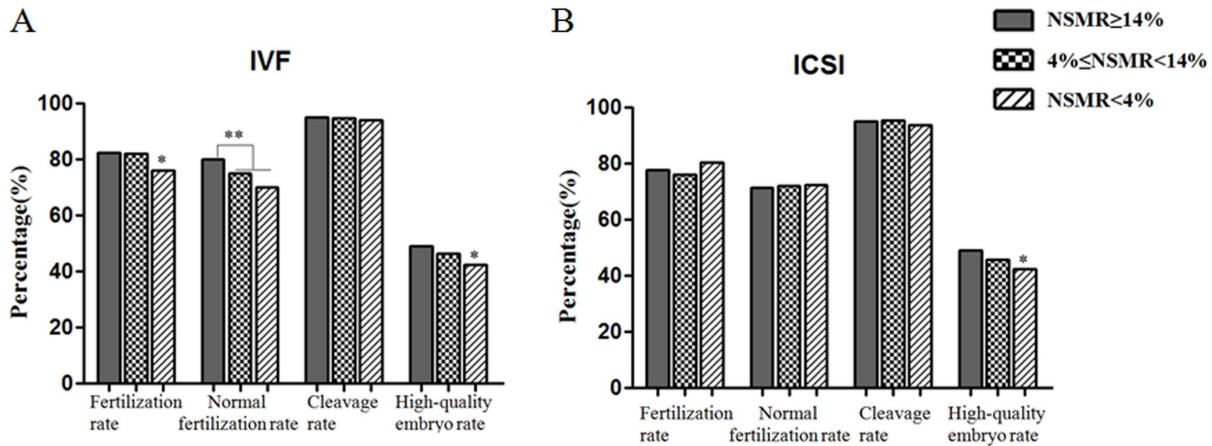 A
IVF
Percentage(%)
100
80
60
40
20
0
*
**
*
Fertilization
rate
Normal
fertilization rate
Cleavage
rate
High-quality
embryo rate
B
ICSI
Percentage(%)
100
80
60
40
20
0
*
Fertilization
rate
Normal
fertilization rate
Cleavage
rate
High-quality
embryo rate
NSMR≥14%
4%≤NSMR<14%
NSMR<4%